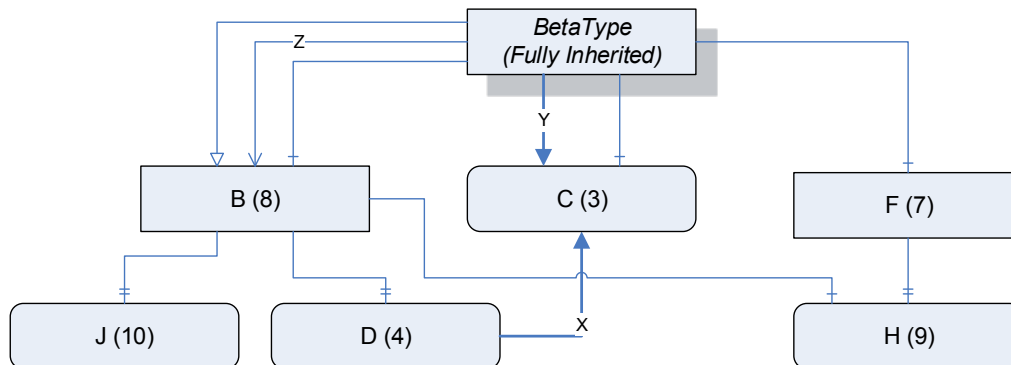 BetaType
(Fully Inherited)
Z
Y
B (8)
C (3)
F (7)
J (10)
D (4)
X
H (9)